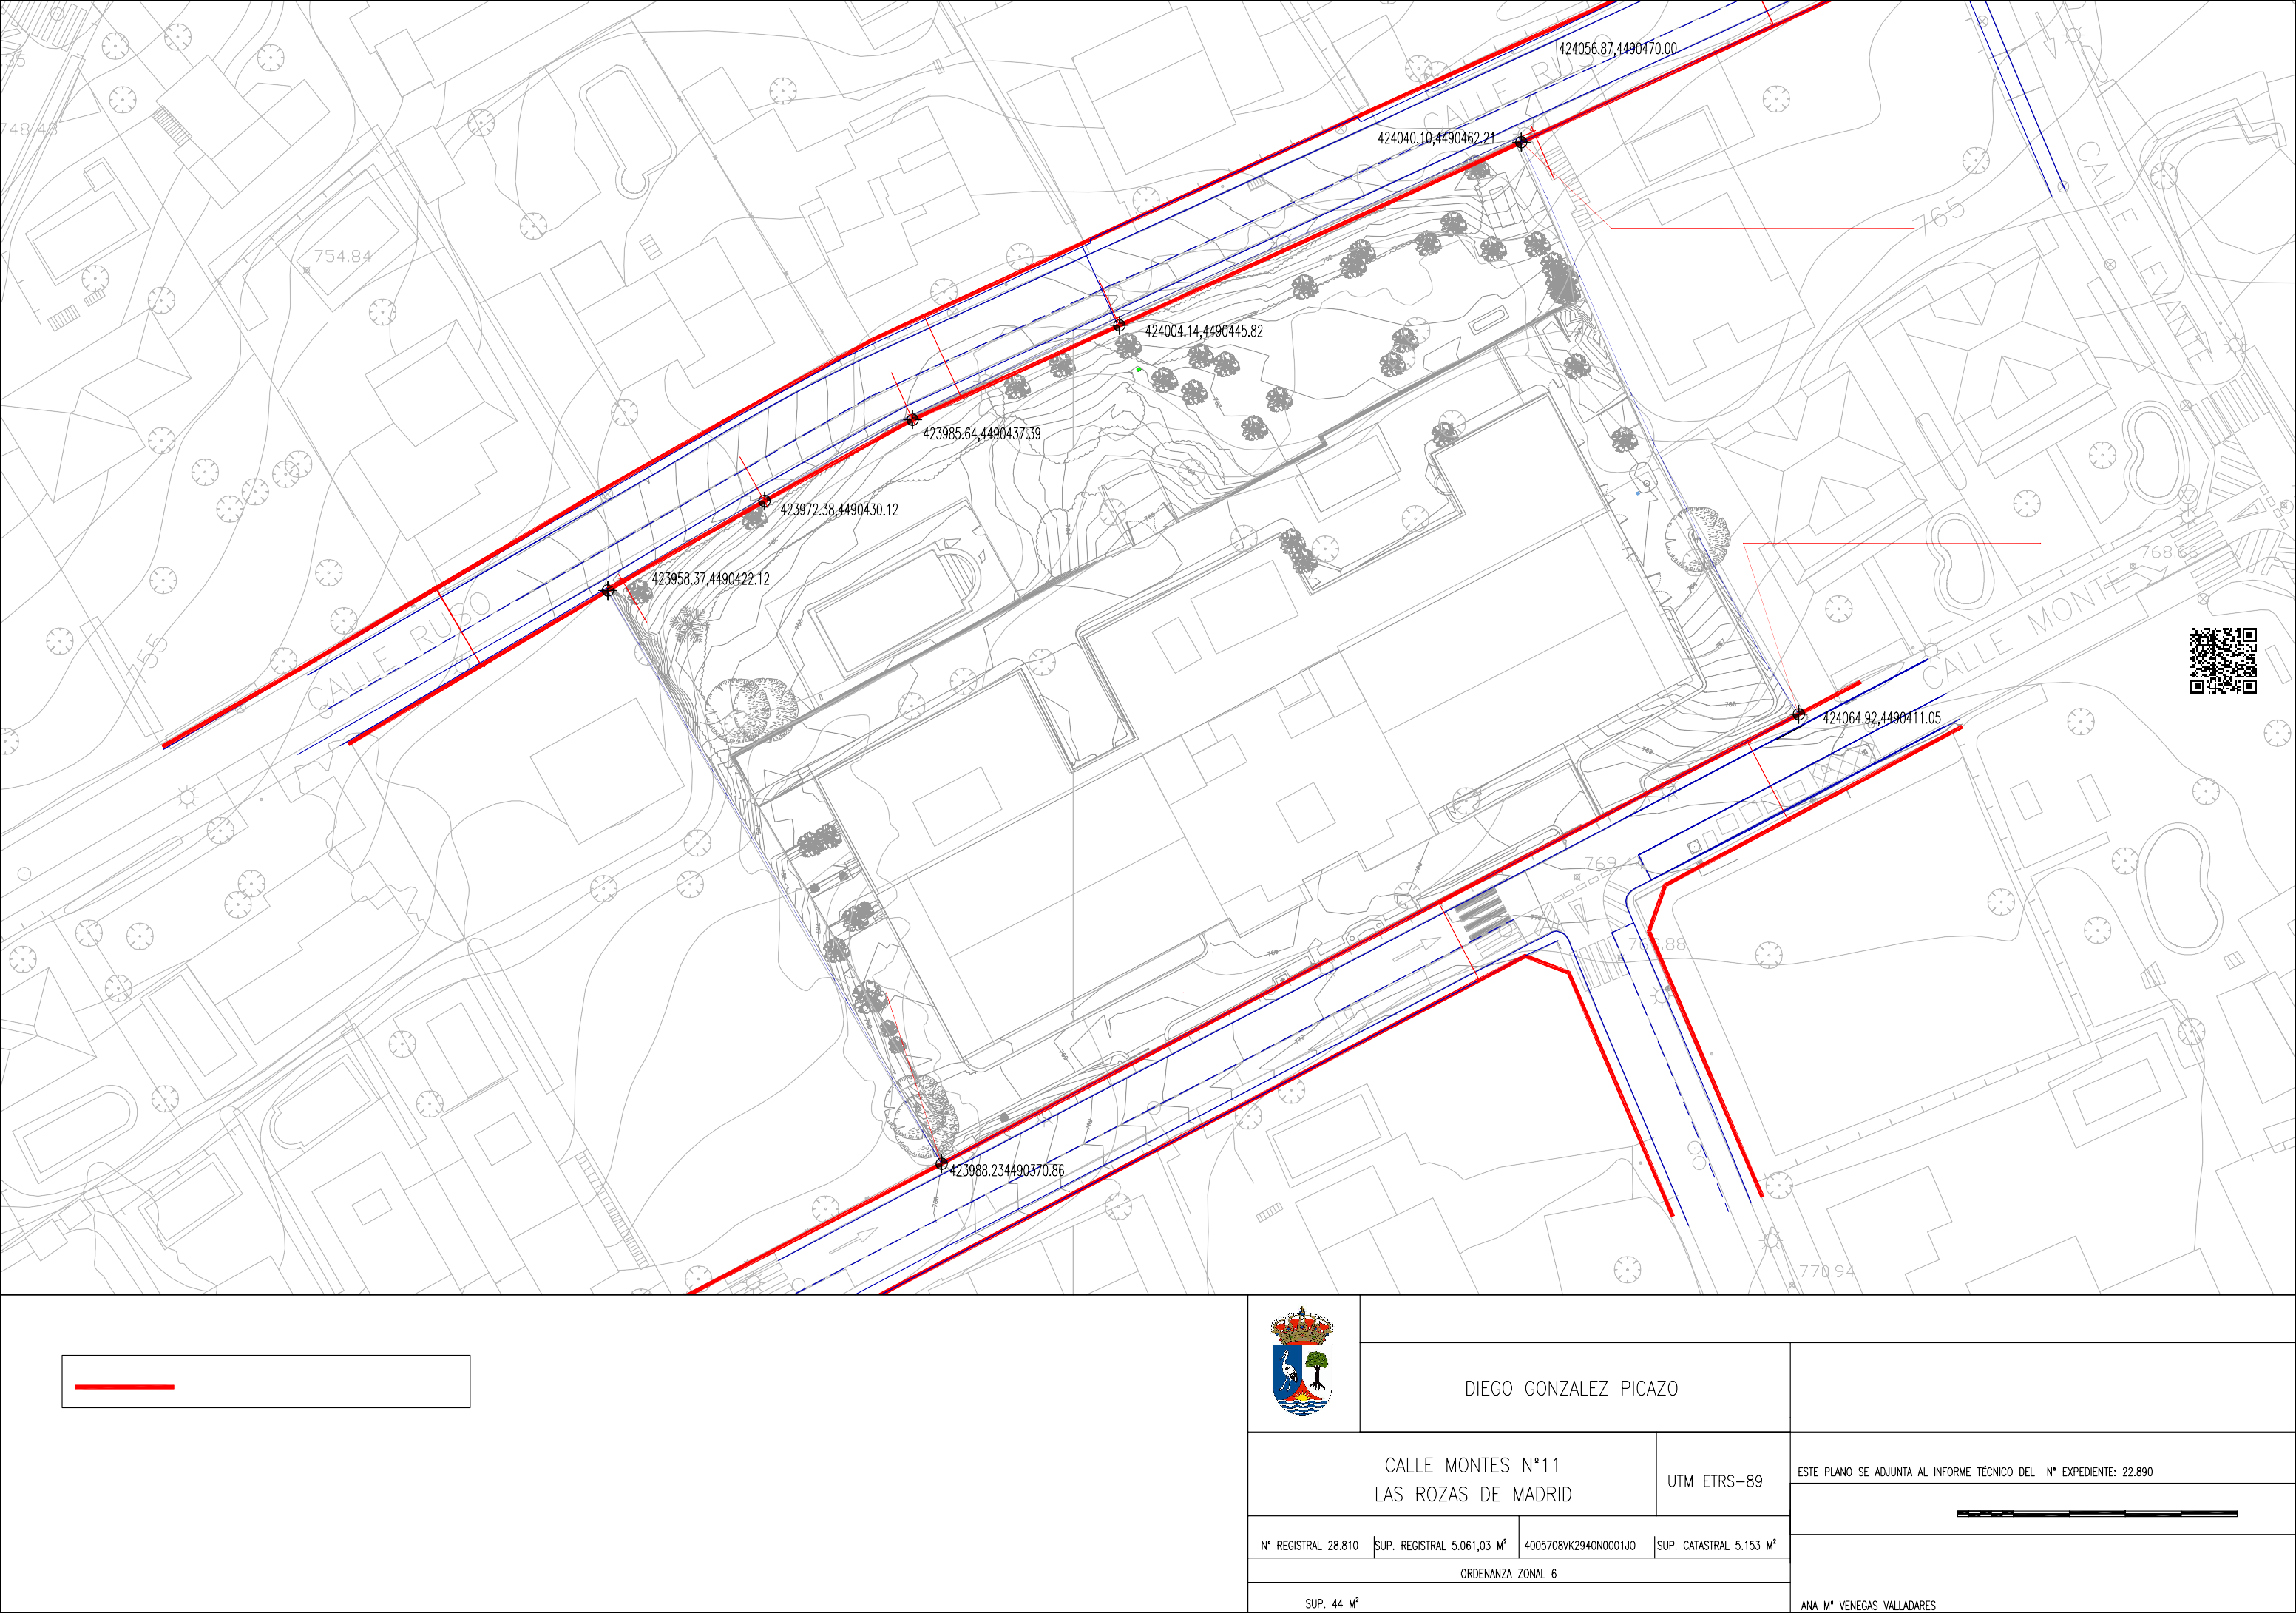 424056.87,4490470.00
CALLE RUSO
748.43
424040.10,4490462.21
CALLE LEVANTE
765
754.84
424004.14,4490445.82
423985.64,4490437.39
423972.38,4490430.12
768.66
423958.37,4490422.12
CALLE RUSO
755
CALLE MONTE
424064.92,4490411.05
423988.234490370.86
770.94
DIEGO GONZALEZ PICAZO
CALLE MONTES Nº11
LAS ROZAS DE MADRID
UTM ETRS-89
ESTE PLANO SE ADJUNTA AL INFORME TÉCNICO DEL Nº EXPEDIENTE: 22.890
Nº REGISTRAL 28.810
SUP. REGISTRAL 5.061,03 M²
4005708VK2940N0001JO
SUP. CATASTRAL 5.153 M²
ORDENANZA ZONAL 6
SUP. 44 M²
ANA Mª VENEGAS VALLADARES